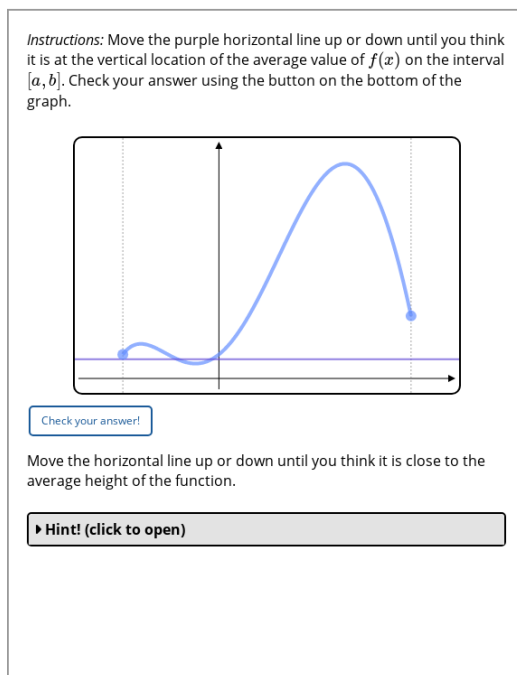 Instructions: Move the purple horizontal line up or down until you think
it is at the vertical location of the average value of f(x) on the interval
[a, b]. Check your answer using the button on the bottom of the
graph.
Check your answer!
Move the horizontal line up or down until you think it is close to the
average height of the function.
Hint! (click to open)